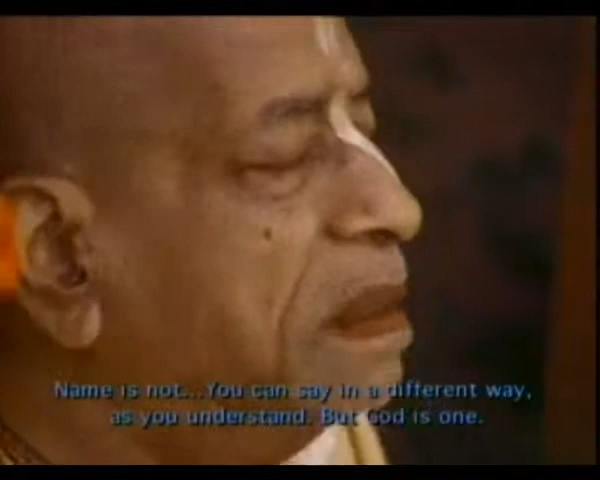 Name is not...You can say in a different way,
as you understand. But God is one.